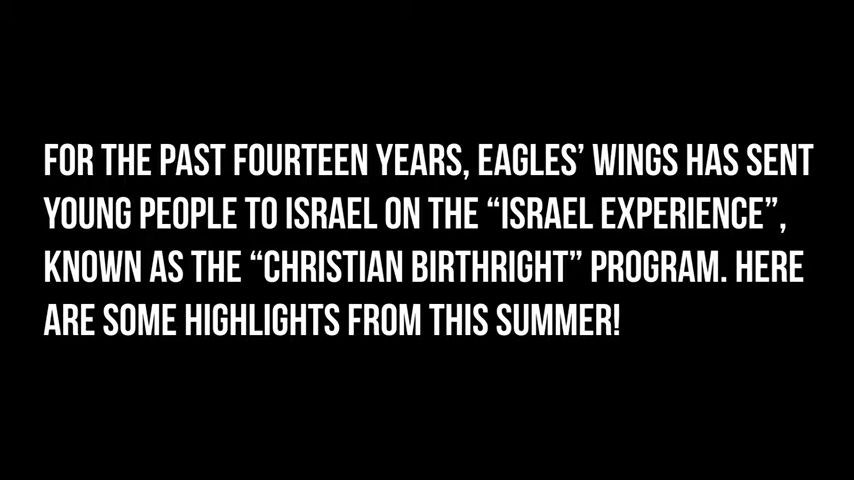 FOR THE PAST FOURTEEN YEARS, EAGLES’ WINGS HAS SENT
YOUNG PEOPLE TO ISRAEL ON THE “ISRAEL EXPERIENCE”,
KNOWN AS THE “CHRISTIAN BIRTHRIGHT” PROGRAM. HERE
ARE SOME HIGHLIGHTS FROM THIS SUMMER!